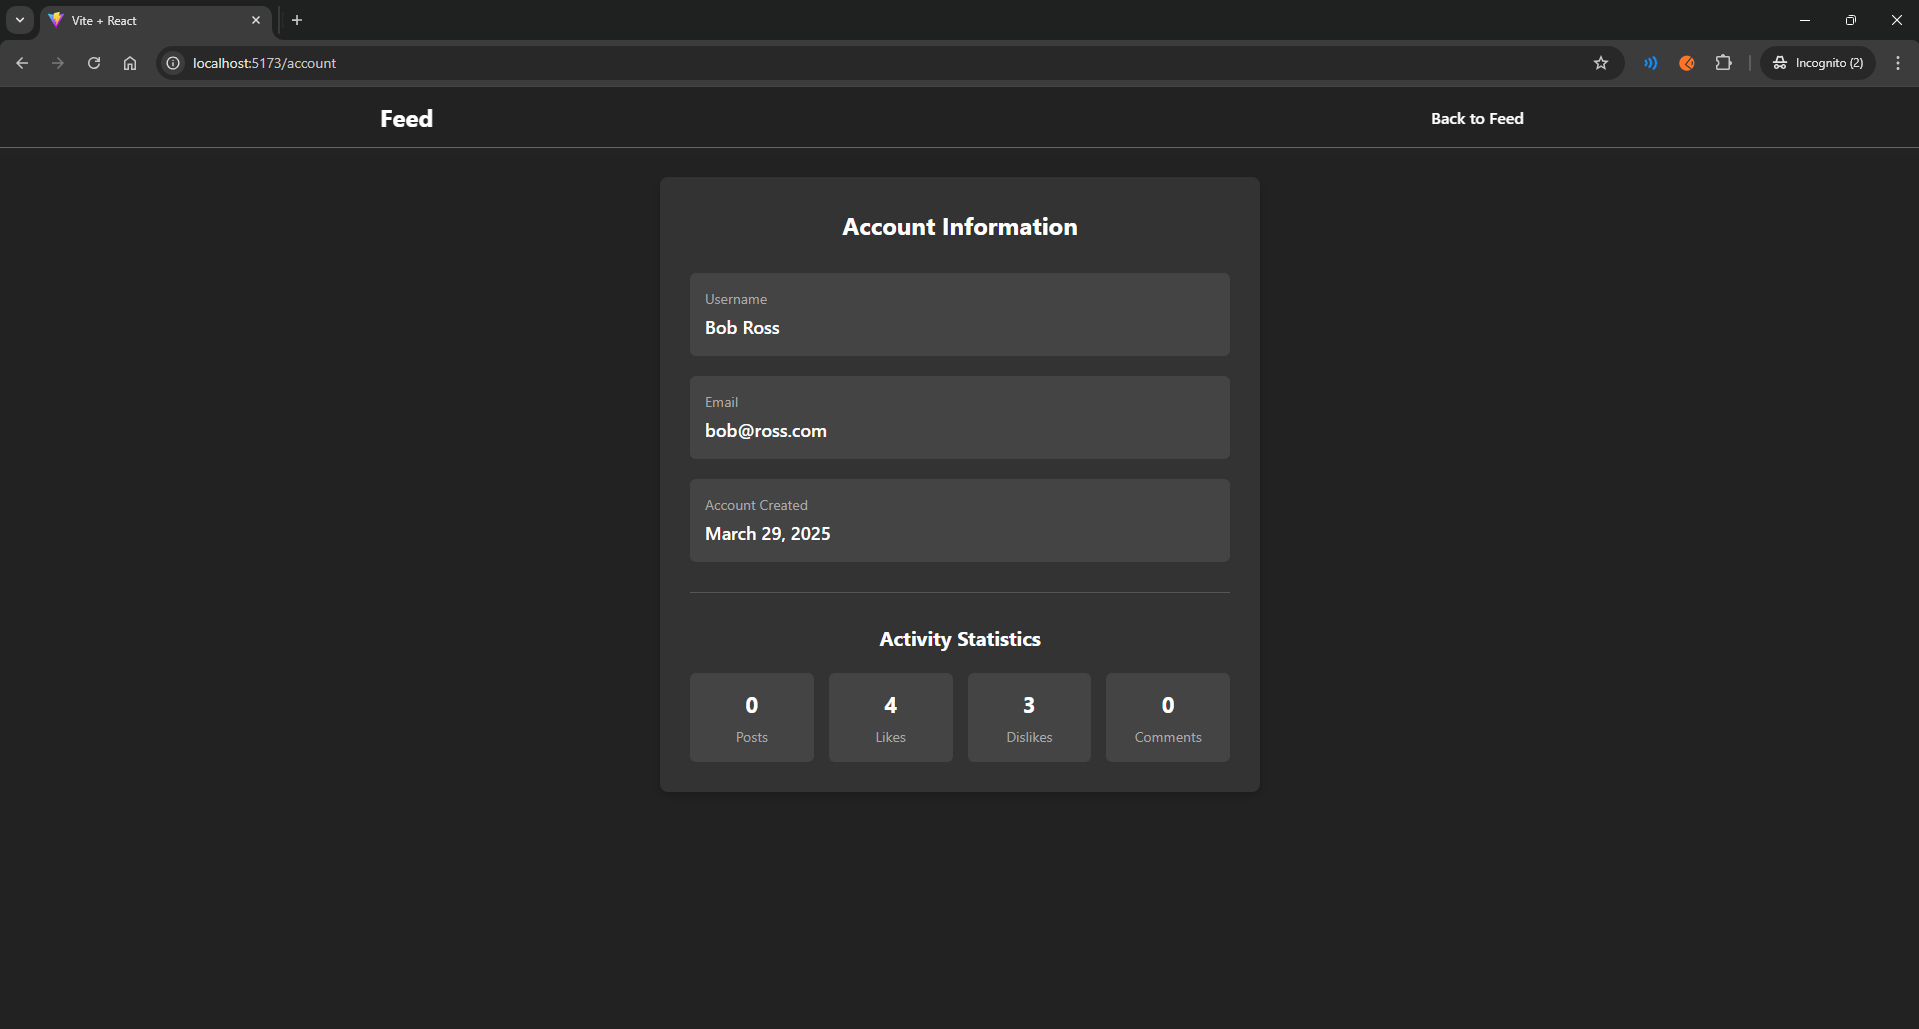 Vite + React
localhost:5173/account
Incognito (2)
Feed
Back to Feed
Account Information
Username
Bob Ross
Email
bob@ross.com
Account Created
March 29, 2025
Activity Statistics
0
Posts
4
Likes
3
Dislikes
0
Comments